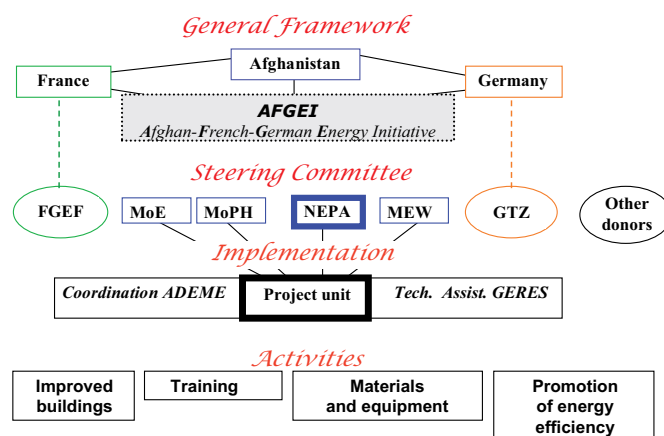 General Framework
France
Afghanistan
Germany
AFGEI
Afghan-French-German Energy Initiative
Steering Committee
FGEF
MoE
MoPH
NEPA
MEW
GTZ
Other
donors
Implementation
Coordination ADEME
Project unit
Tech. Assist. GERES
Activities
Improved
buildings
Training
Materials
and equipment
Promotion
of energy
efficiency